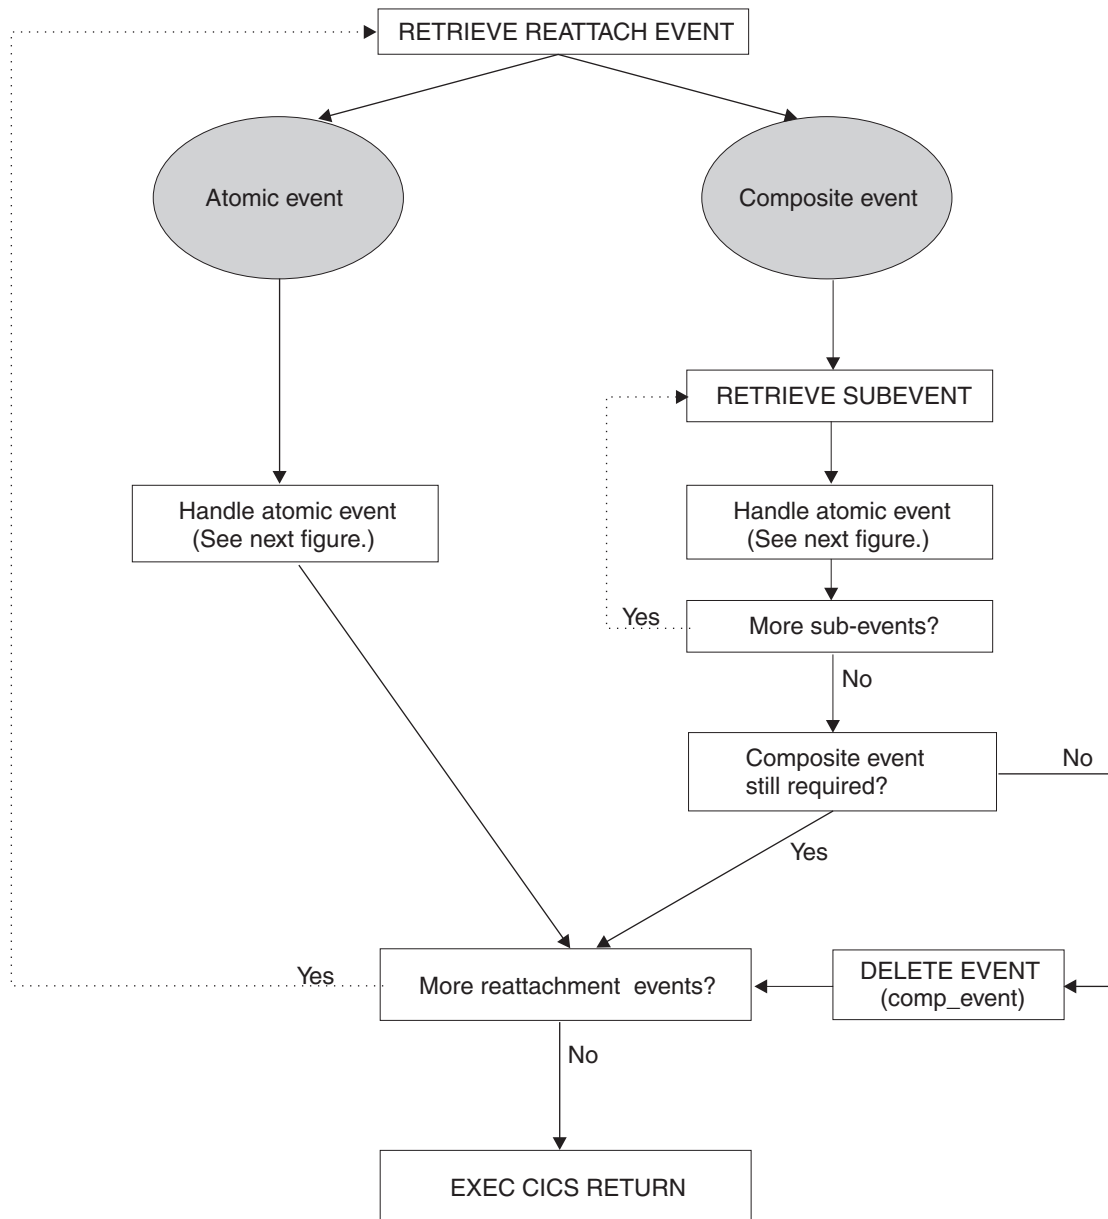 RETRIEVE REATTACH EVENT
Atomic event
Composite event
RETRIEVE SUBEVENT
Handle atomic event
(See next figure.)
Handle atomic event
(See next figure.)
Yes
More sub-events?
No
Composite event
still required?
No
Yes
Yes
More reattachment events?
DELETE EVENT
(comp_event)
No
EXEC CICS RETURN